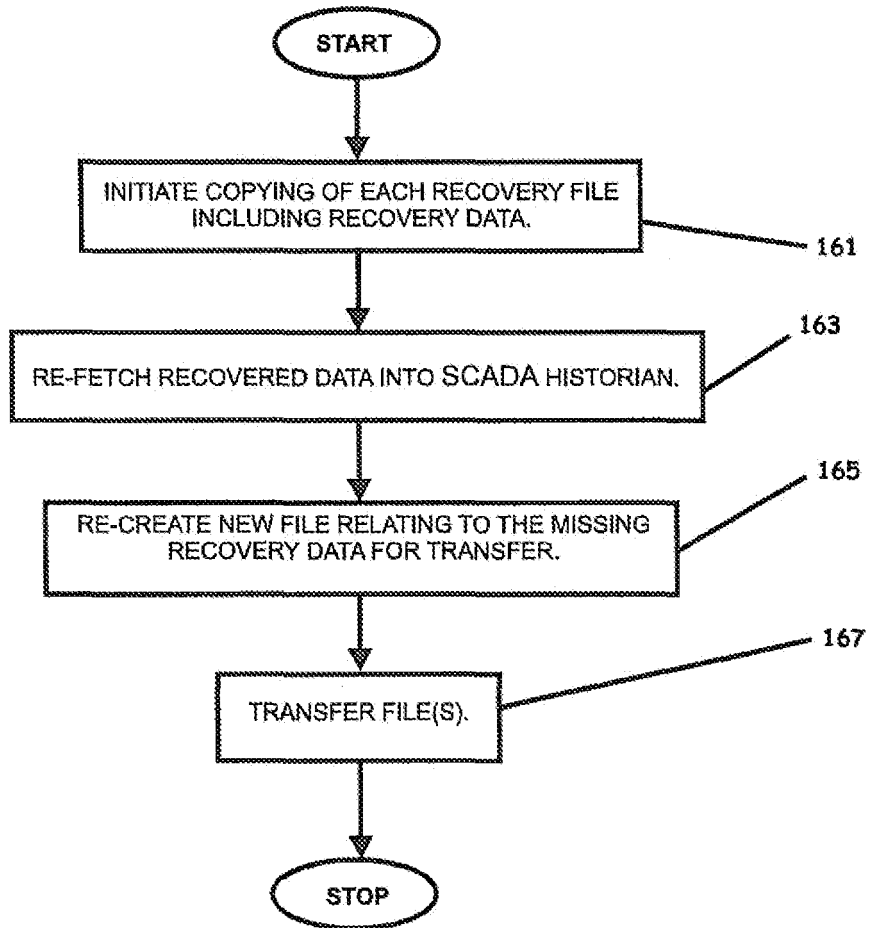 START
INITIATE COPYING OF EACH RECOVERY FILE
INCLUDING RECOVERY DATA.
161
163
RE-FETCH RECOVERED DATA INTO SCADA HISTORIAN.
165
RE-CREATE NEW FILE RELATING TO THE MISSING
RECOVERY DATA FOR TRANSFER.
167
TRANSFER FILE(S).
STOP